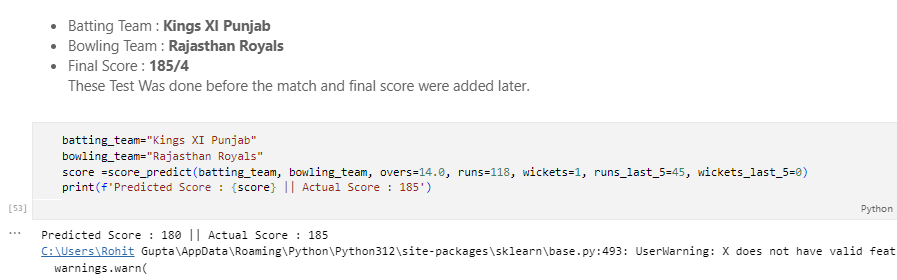 Batting Team : Kings XI Punjab
Bowling Team : Rajasthan Royals
Final Score : 185/4
These Test Was done before the match and final score were added later.
batting_team="Kings XI Punjab"
bowling_team="Rajasthan Royals"
score =score_predict(batting_team, bowling_team, overs=14.0, runs=118, wickets=1, runs_last_5=45, wickets_last_5=0)
print(f'Predicted Score : {score} || Actual Score : 185')
[53]
Python
... Predicted Score : 180 || Actual Score : 185
C:\Users\Rohit Gupta\AppData\Roaming\Python\Python312\site-packages\sklearn\base.py:493: UserWarning: X does not have valid feat
warnings.warn(